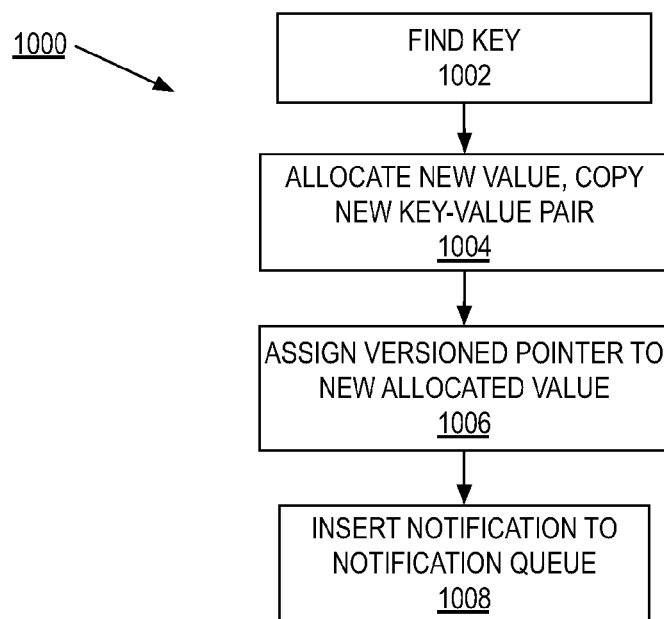 1000
FIND KEY
1002
ALLOCATE NEW VALUE, COPY
NEW KEY-VALUE PAIR
1004
ASSIGN VERSIONED POINTER TO
NEW ALLOCATED VALUE
1006
INSERT NOTIFICATION TO
NOTIFICATION QUEUE
1008